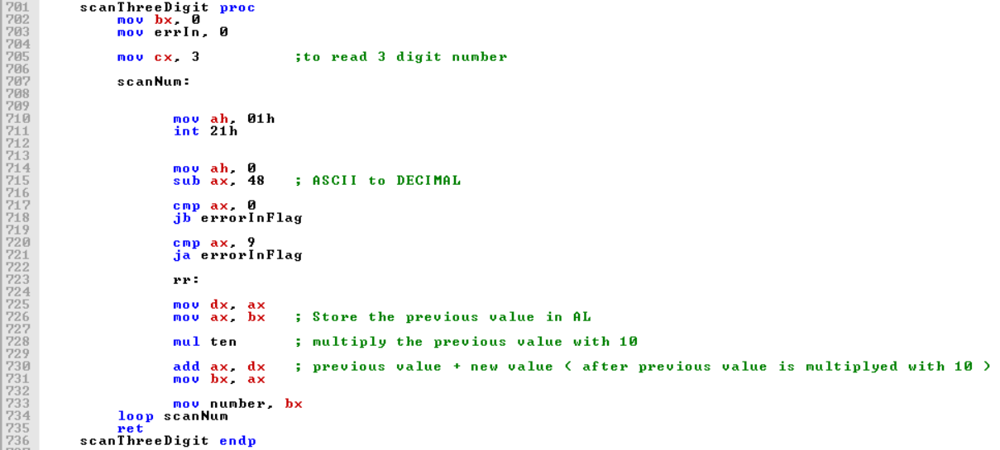 701 scanThreeDigit proc
702 mov bx, 0
703 mov errIn, 0
704
705 mov cx, 3 ;to read 3 digit number
706
707 scanNum:
708
709
710 mov ah, 01h
711 int 21h
712
713
714 mov ah, 0
715 sub ax, 48 ; ASCII to DECIMAL
716
717 cmp ax, 0
718 jb errorInFlag
719
720 cmp ax, 9
721 ja errorInFlag
722
723 rr:
724
725 mov dx, ax
726 mov ax, bx ; Store the previous value in AL
727
728 mul ten ; multiply the previous value with 10
729
730 add ax, dx ; previous value + new value ( after previous value is multiplyed with 10 )
731 mov bx, ax
732
733 mov number, bx
734 loop scanNum
735 ret
736 scanThreeDigit endp